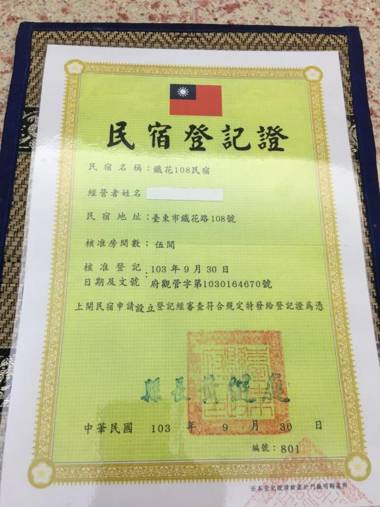 民宿登記證
民宿名稱：鐵花108民宿
經營者姓名
民宿地址：臺東市鐵花路108號
核准房間數：伍間
核准登記 103年9月30日
日期及文號：府觀管字第1030164670號
上開民宿申請設立登記經審查符合規定特發給登記證為憑
縣長
中華民國 103 年 9 月 30 日
編號：801